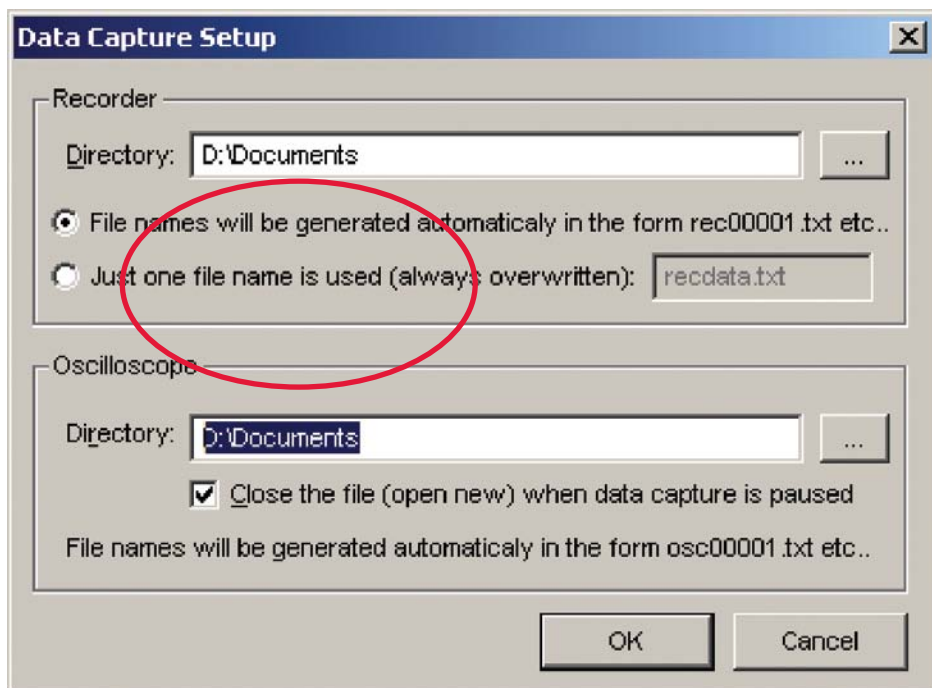 Data Capture Setup
Recorder
Directory: D:\Documents ...
File names will be generated automaticaly in the form rec00001.txt etc..
Just one file name is used (always overwritten): recdata.txt
Oscilloscope
Directory: D:\Documents ...
Close the file (open new) when data capture is paused
File names will be generated automaticaly in the form osc00001.txt etc..
OK Cancel